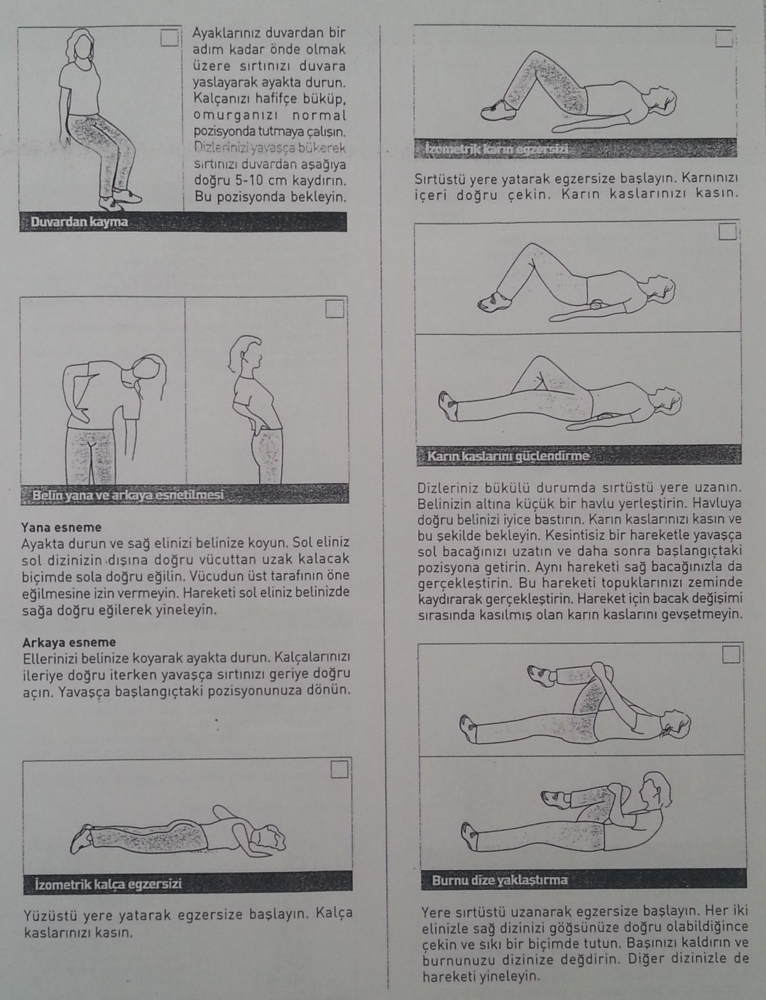 Ayaklarınız duvardan bir
adım kadar önde olmak
üzere sırtınızı duvara
yaslayarak ayakta durun.
Kalçanızı hafifçe büküp,
omurganızı normal
pozisyonda tutmaya çalışın.
Dizlerinizi yavaşça bükerek
sırtınızı duvardan aşağıya
doğru 5-10 cm kaydırın.
Bu pozisyonda bekleyin.
Duvardan kayma
Belin yana ve arkaya esnetilmesi
Yana esneme
Ayakta durun ve sağ elinizi belinize koyun. Sol eliniz
sol dizinizin dışına doğru vücuttan uzak kalacak
biçimde sola doğru eğilin. Vücudun üst tarafının öne
eğilmesine izin vermeyin. Hareketi sol eliniz belinizde
sağa doğru eğilerek yineleyin.
Arkaya esneme
Ellerinizi belinize koyarak ayakta durun. Kalçalarınızı
ileriye doğru iterken yavaşça sırtınızı geriye doğru
açın. Yavaşça başlangıçtaki pozisyonunuza dönün.
İzometrik kalça egzersizi
Yüzüstü yere yatarak egzersize başlayın. Kalça
kaslarınızı kasın.
İzometrik karın egzersizi
Sırtüstü yere yatarak egzersize başlayın. Karnınızı
içeri doğru çekin. Karın kaslarınızı kasın.
Karın kaslarını güçlendirme
Dizleriniz bükülü durumda sırtüstü yere uzanın.
Belinizin altına küçük bir havlu yerleştirin. Havluya
doğru belinizi iyice bastırın. Karın kaslarınızı kasın ve
bu şekilde bekleyin. Kesintisiz bir hareketle yavaşça
sol bacağınızı uzatın ve daha sonra başlangıçtaki
pozisyona getirin. Aynı hareketi sağ bacağınızla da
gerçekleştirin. Bu hareketi topuklarınızı zeminde
kaydırarak gerçekleştirin. Hareket için bacak değişimi
sırasında kasılmış olan karın kaslarını gevşetmeyin.
Burnu dize yaklaştırma
Yere sırtüstü uzanarak egzersize başlayın. Her iki
elinizle sağ dizinizi göğsünüze doğru olabildiğince
çekin ve sıkı bir biçimde tutun. Başınızı kaldırın ve
burnunuzu dizinize değdirin. Diğer dizinizle de
hareketi yineleyin.